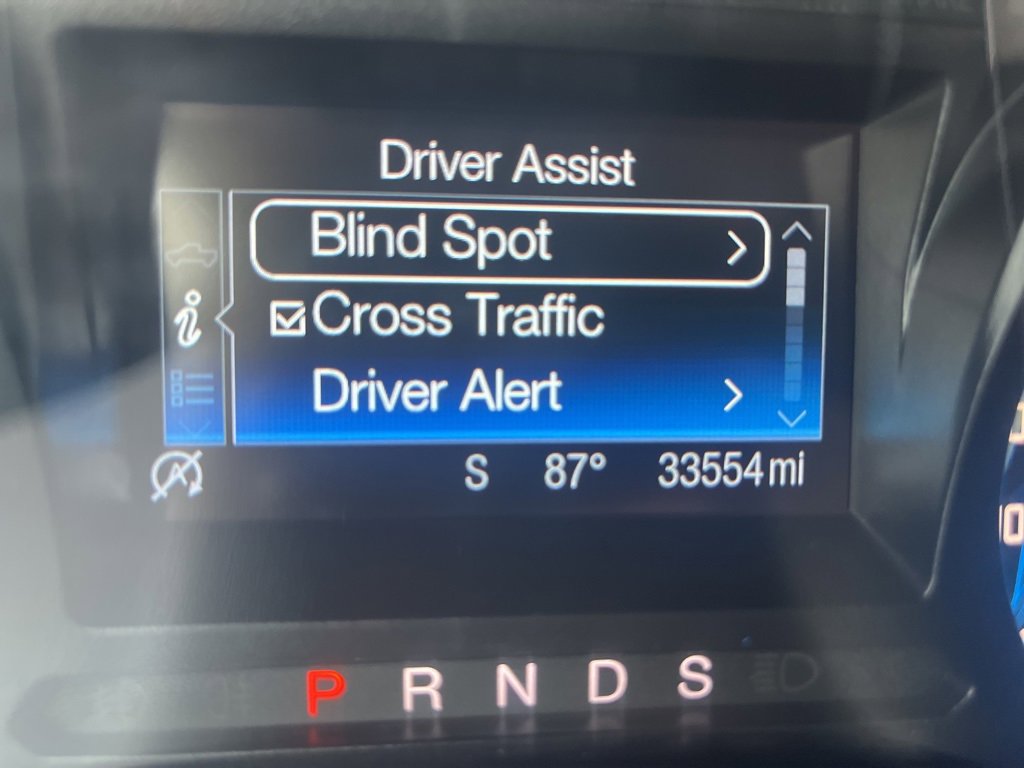 Driver Assist
Blind Spot
Cross Traffic
i
Driver Alert
A
S 87° 33554 mi
P R N D S